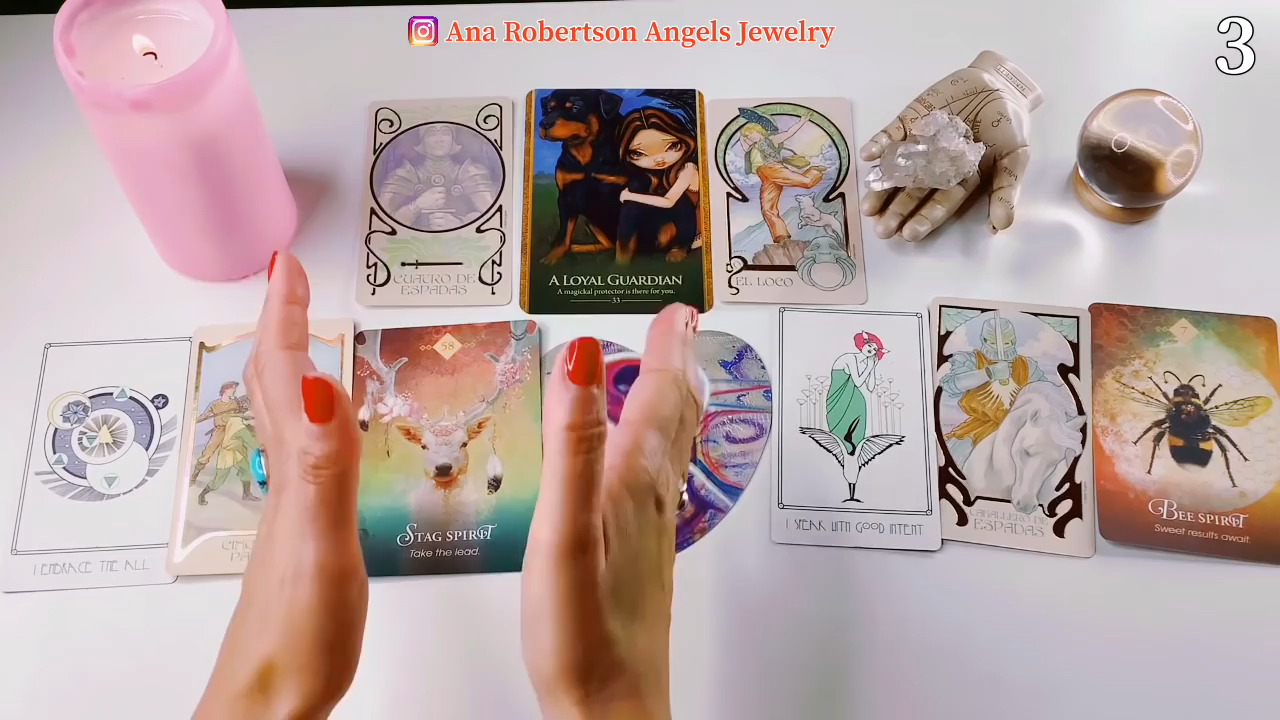 Ana Robertson Angels Jewelry
3
CUATRO DE
ESPADAS
A LOYAL GUARDIAN
A magickal protector is there for you.
33
EL LOCO
I EMBRACE THE ALL
58
STAG SPIRIT
Take the lead.
I SPEAK WITH GOOD INTENT
CABALLERO DE
ESPADAS
7
BEE SPIRIT
Sweet results await.